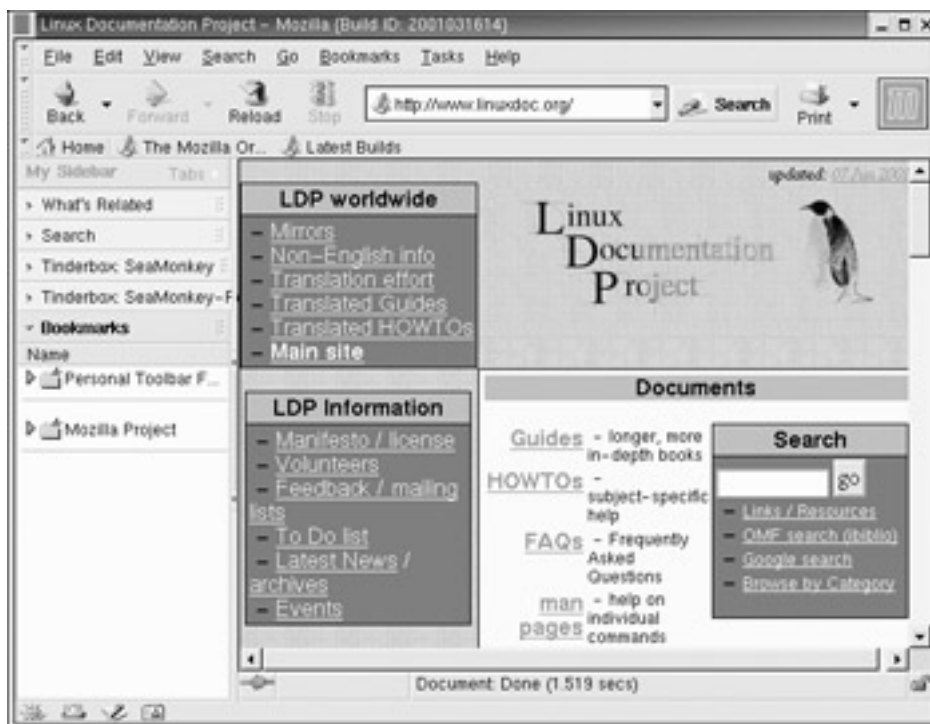 Linux Documentation Project – Mozilla {Build ID: 2001031614}
File Edit View Search Go Bookmarks Tasks Help
Back Forward Reload Stop http://www.linuxdoc.org/ Search Print
Home The Mozilla Or... Latest Builds
My Sidebar Tabs
What's Related
Search
Tinderbox: SeaMonkey
Tinderbox: SeaMonkey-F
Bookmarks
Name
Personal Toolbar F...
Mozilla Project
LDP worldwide
– Mirrors
– Non-English info
– Translation effort
– Translated Guides
– Translated HOWTOs
– Main site
updated: 07 Jun
Linux
Documentation
Project
LDP Information
– Manifesto / license
– Volunteers
– Feedback / mailing
lists
– To Do list
– Latest News /
archives
– Events
Documents
Guides – longer, more
in-depth books
HOWTOs –
subject-specific
help
FAQs – Frequently
Asked
Questions
man – help on
pages individual
commands
Search
go
– Links / Resources
– OMF search (ibiblio)
– Google search
– Browse by Category
Document: Done (1.519 secs)